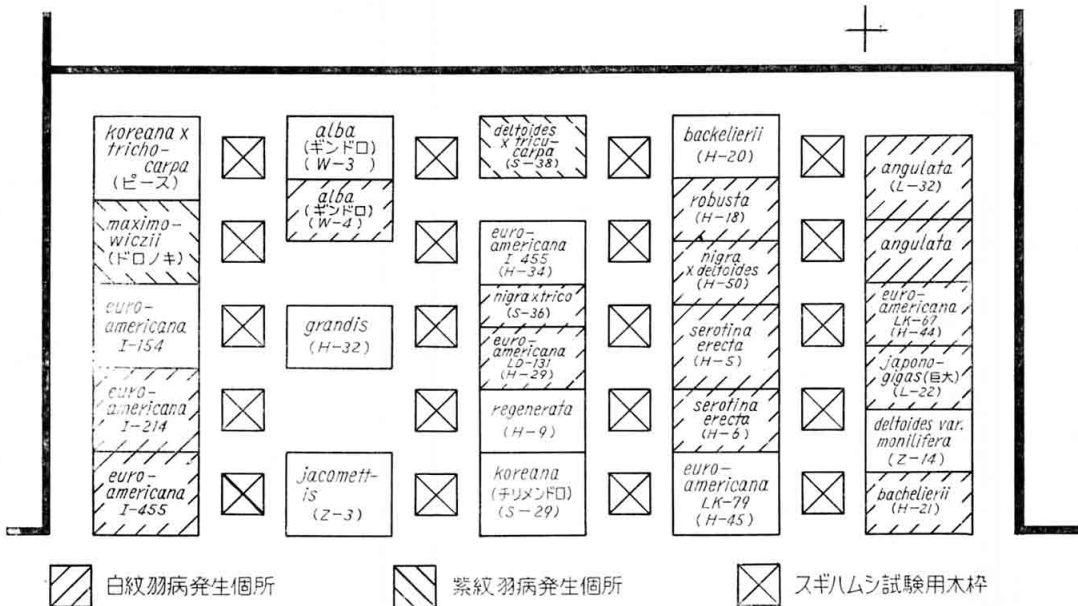 koreana x
tricho-
carpa
(ピース)
maximo-
wiczii
(ドロノキ)
euro-
americana
I-154
euro-
americana
I-214
euro-
americana
I-455
alba
(ギンドロ)
(W-3)
alba
(ギンドロ)
(W-4)
grandis
(H-32)
jacomett-
is
(Z-3)
deltoides
x tricu-
carpa
(S-38)
euro-
americana
I 455
(H-34)
nigra x trico
(S-36)
euro-
americana
LD-131
(H-29)
regenerata
(H-9)
koreana
(チリメンドロ)
(S-29)
backelierii
(H-20)
robusta
(H-18)
nigra
x deltoides
(H-50)
serotina
erecta
(H-5)
serotina
erecta
(H-6)
euro-
americana
LK-79
(H-45)
angulata
(L-32)
angulata
euro-
americana
LK-67
(H-44)
japono-
gigas(巨大)
(L-22)
deltoides var.
monilifera
(Z-14)
bachelierii
(H-21)
白紋羽病発生個所
紫紋羽病発生個所
スギハムシ試験用木枠